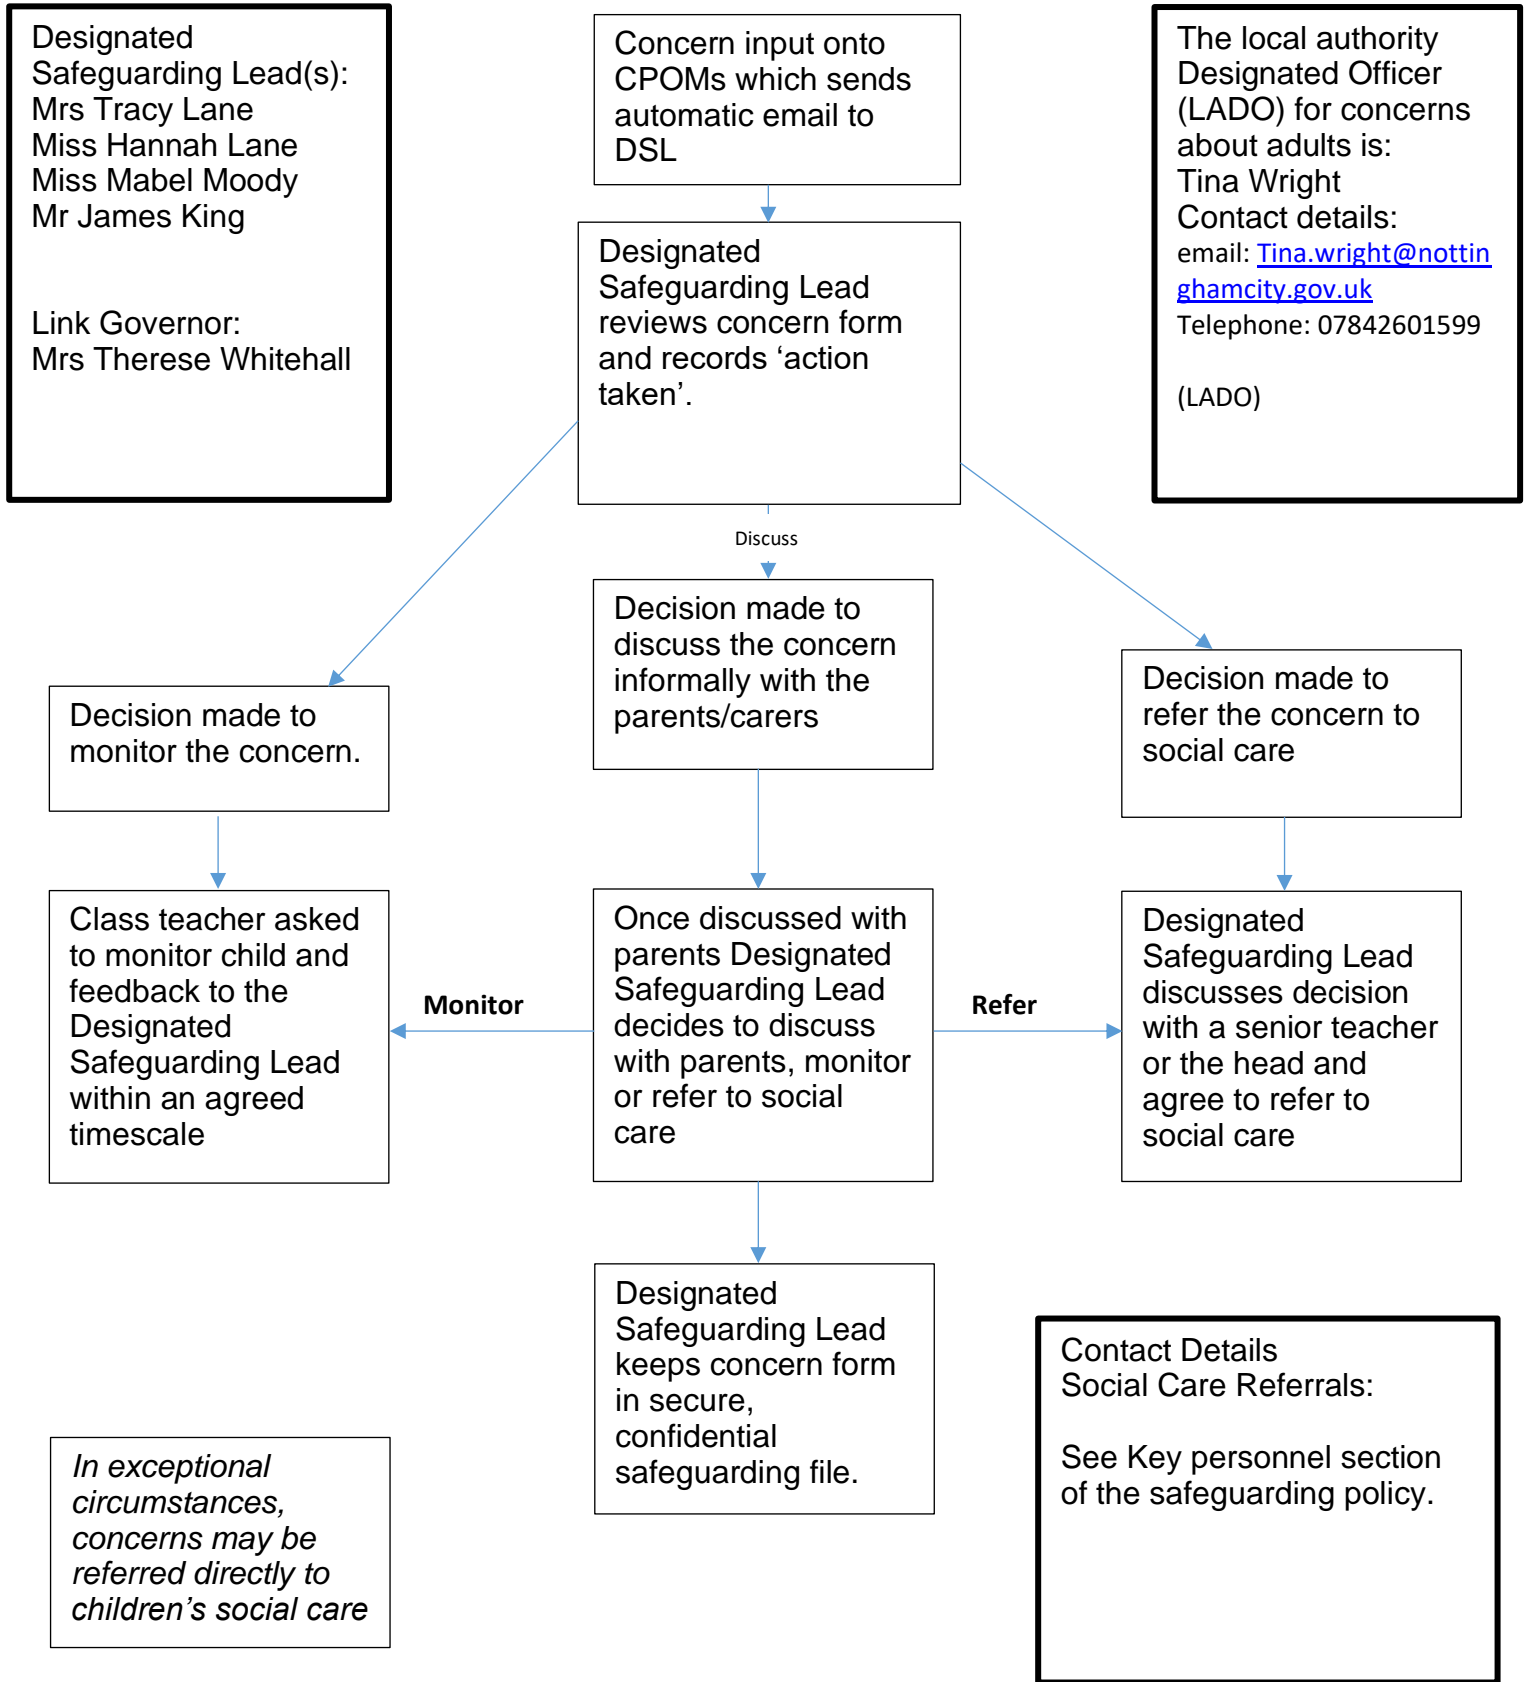 Designated
Safeguarding Lead(s):
Mrs Tracy Lane
Miss Hannah Lane
Miss Mabel Moody
Mr James King
Link Governor:
Mrs Therese Whitehall
Concern input onto
CPOMs which sends
automatic email to
DSL
The local authority
Designated Officer
(LADO) for concerns
about adults is:
Tina Wright
Contact details:
email: Tina.wright@nottin
ghamcity.gov.uk
Telephone: 07842601599
(LADO)
Designated
Safeguarding Lead
reviews concern form
and records ‘action
taken’.
Discuss
Decision made to
monitor the concern.
Decision made to
discuss the concern
informally with the
parents/carers
Decision made to
refer the concern to
social care
Class teacher asked
to monitor child and
feedback to the
Designated
Safeguarding Lead
within an agreed
timescale
Monitor
Once discussed with
parents Designated
Safeguarding Lead
decides to discuss
with parents, monitor
or refer to social
care
Refer
Designated
Safeguarding Lead
discusses decision
with a senior teacher
or the head and
agree to refer to
social care
Designated
Safeguarding Lead
keeps concern form
in secure,
confidential
safeguarding file.
In exceptional
circumstances,
concerns may be
referred directly to
children’s social care
Contact Details
Social Care Referrals:
See Key personnel section
of the safeguarding policy.